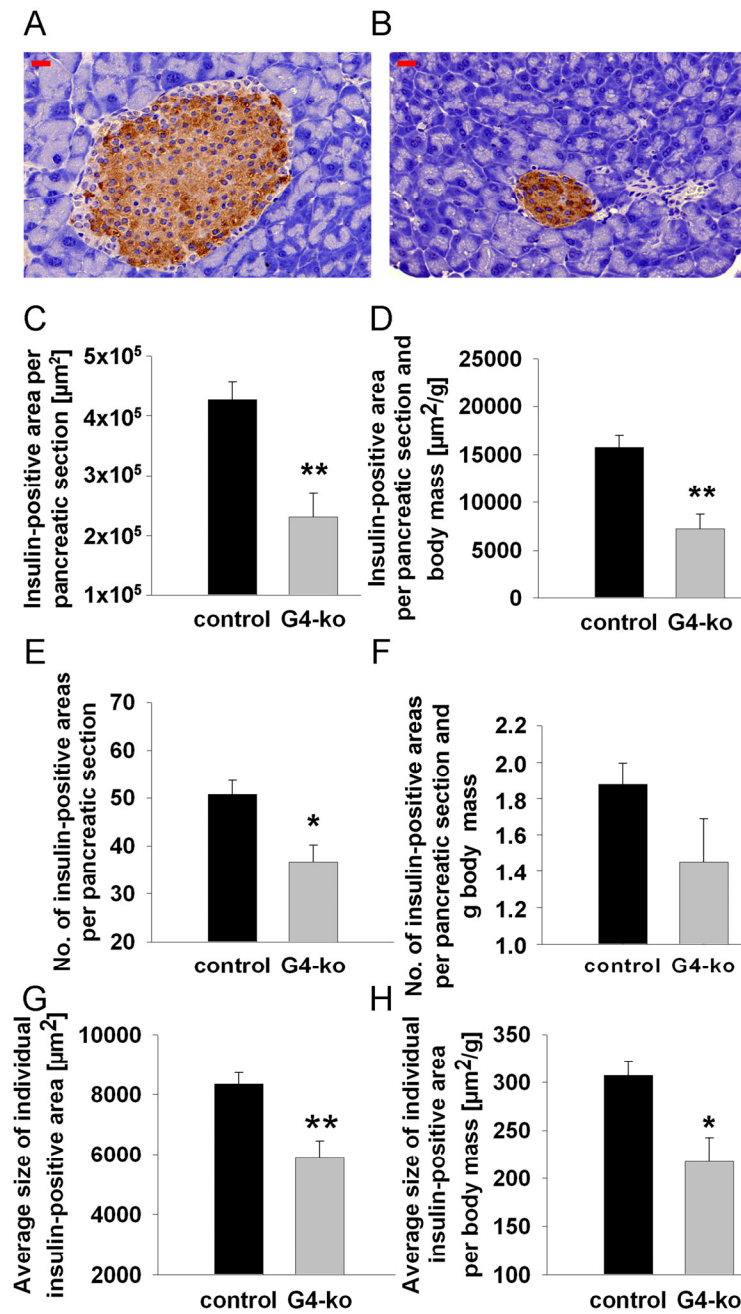 A
B
C
Insulin-positive area per
pancreatic section [µm²]
5x10⁵
4x10⁵
3x10⁵
2x10⁵
1x10⁵
**
control G4-ko
D
Insulin-positive area
per pancreatic section and
body mass [µm²/g]
25000
20000
15000
10000
5000
0
**
control G4-ko
E
No. of insulin-positive areas
per pancreatic section
70
60
50
40
30
20
*
control G4-ko
F
No. of insulin-positive areas
per pancreatic section and
g body mass
2.2
2.0
1.8
1.6
1.4
1.2
1.0
control G4-ko
G
Average size of individual
insulin-positive area [µm²]
10000
8000
6000
4000
2000
**
control G4-ko
H
Average size of individual
insulin-positive area
per body mass [µm²/g]
350
300
250
200
150
100
*
control G4-ko